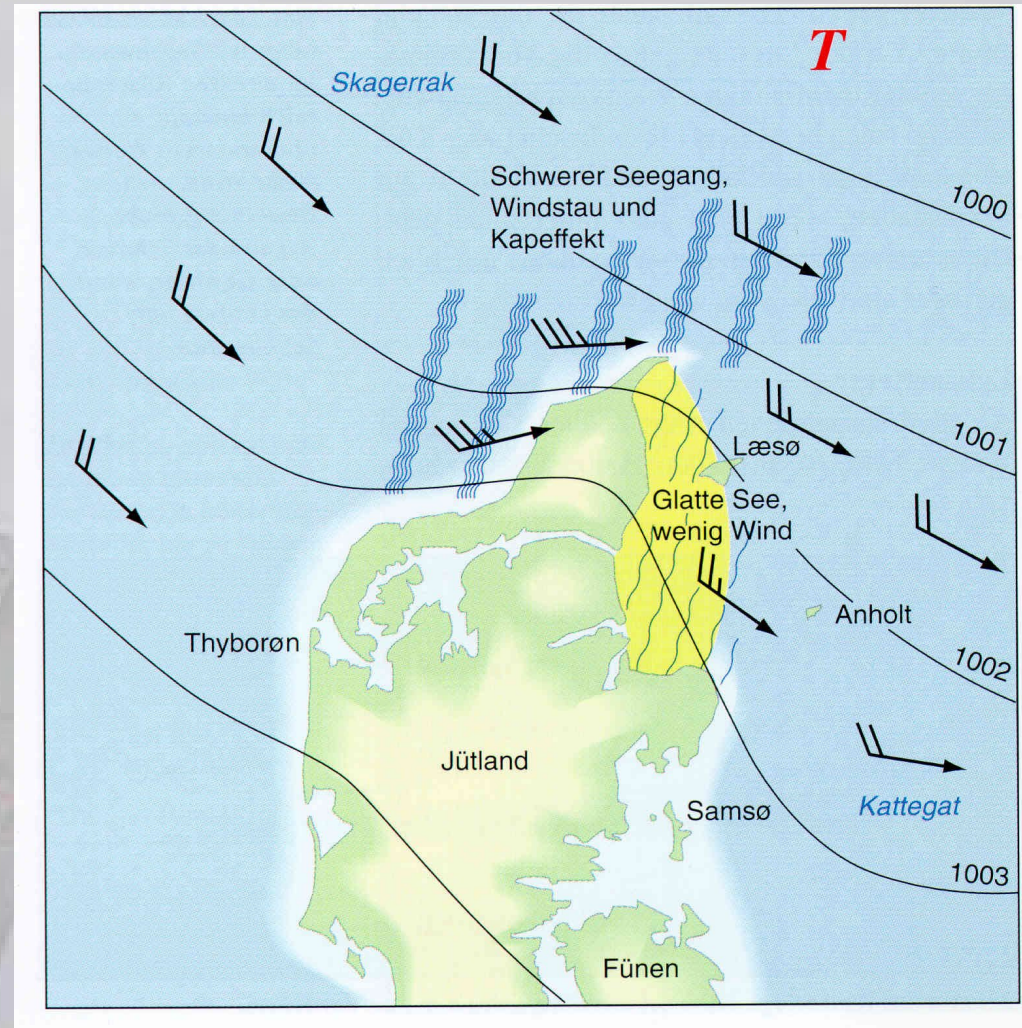 T
Skagerrak
Schwerer Seegang,
Windstau und
Kapeffekt
1000
1001
Læsø
Glatte See,
wenig Wind
Anholt
Thyborøn
1002
Jütland
Samsø
Kattegat
1003
Fünen